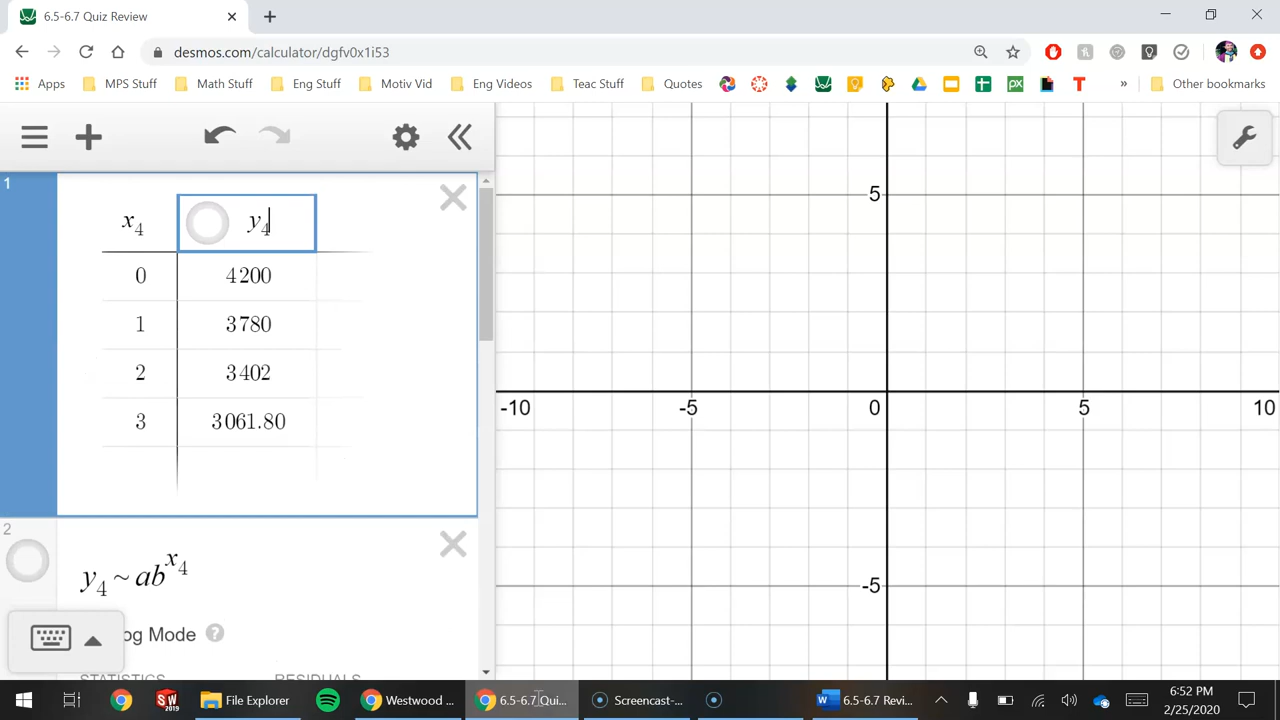 6.5-6.7 Quiz Review
desmos.com/calculator/dgfv0x1i53
Apps MPS Stuff Math Stuff Eng Stuff Motiv Vid Eng Videos Teac Stuff Quotes T px » Other bookmarks
1
x4 y4
0 4200
1 3780
2 3402
3 3061.80
2
y4 ~ ab^x4
og Mode ?
STATISTICS RESIDUALS
5
-10 -5 0 5 10
-5
SW 2019 File Explorer Westwood ... 6.5-6.7 Qui... Screencast-... 6.5-6.7 Revi...
6:52 PM
2/25/2020